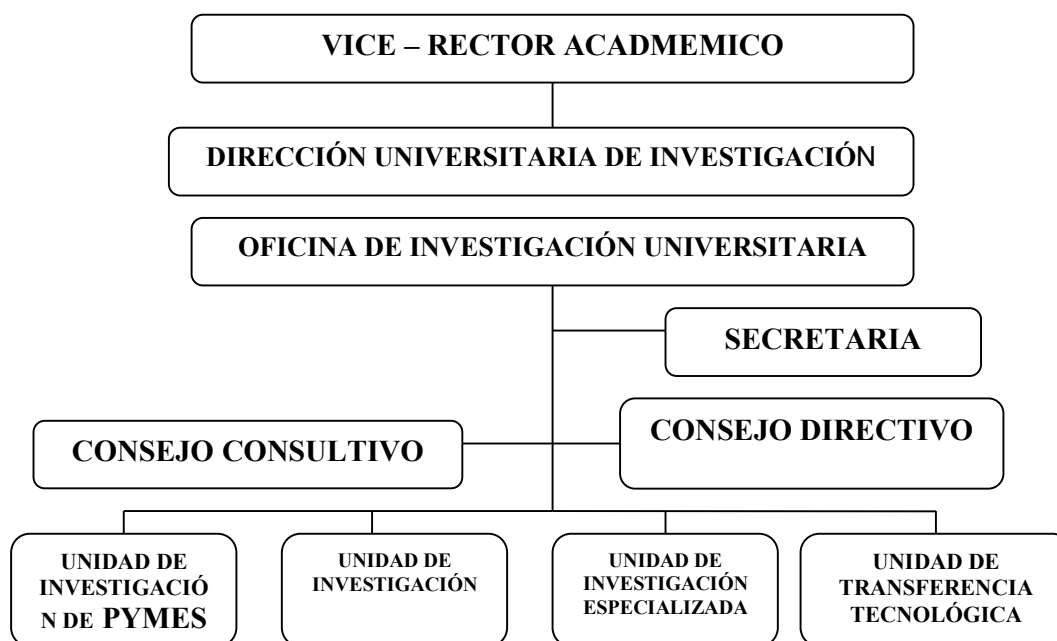 VICE – RECTOR ACADMEMICO
DIRECCIÓN UNIVERSITARIA DE INVESTIGACIÓN
OFICINA DE INVESTIGACIÓN UNIVERSITARIA
SECRETARIA
CONSEJO CONSULTIVO
CONSEJO DIRECTIVO
UNIDAD DE
INVESTIGACIÓ
N DE PYMES
UNIDAD DE
INVESTIGACIÓN
UNIDAD DE
INVESTIGACIÓN
ESPECIALIZADA
UNIDAD DE
TRANSFERENCIA
TECNOLÓGICA